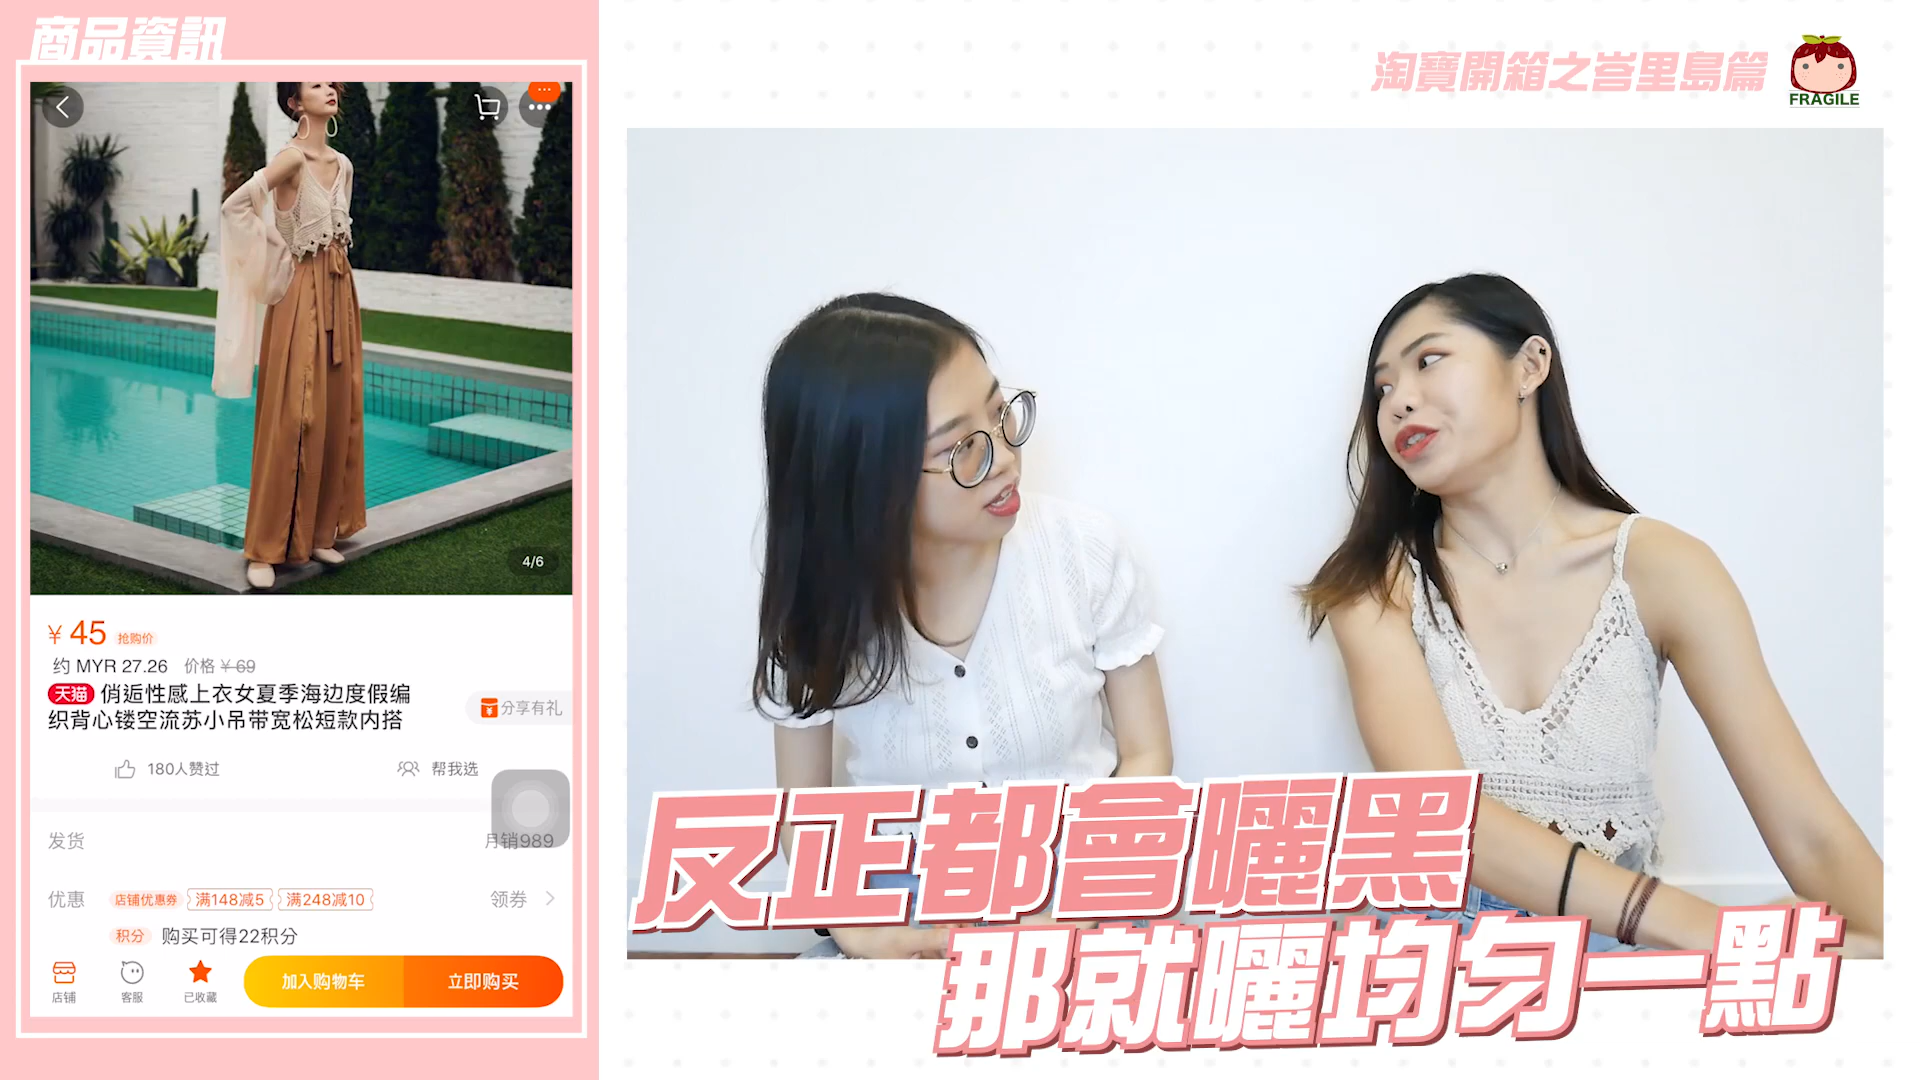 商品資訊
淘寶開箱之峇里島篇
FRAGILE
4/6
¥ 45 抢购价
约 MYR 27.26 价格 ¥ 69
天猫 俏逅性感上衣女夏季海边度假编
织背心镂空流苏小吊带宽松短款内搭
分享有礼
180人赞过
帮我选
发货
月销989
优惠 店铺优惠券 满148减5 满248减10 领券
积分 购买可得22积分
店铺 客服 已收藏 加入购物车 立即购买
反正都會曬黑
那就曬均勻一點